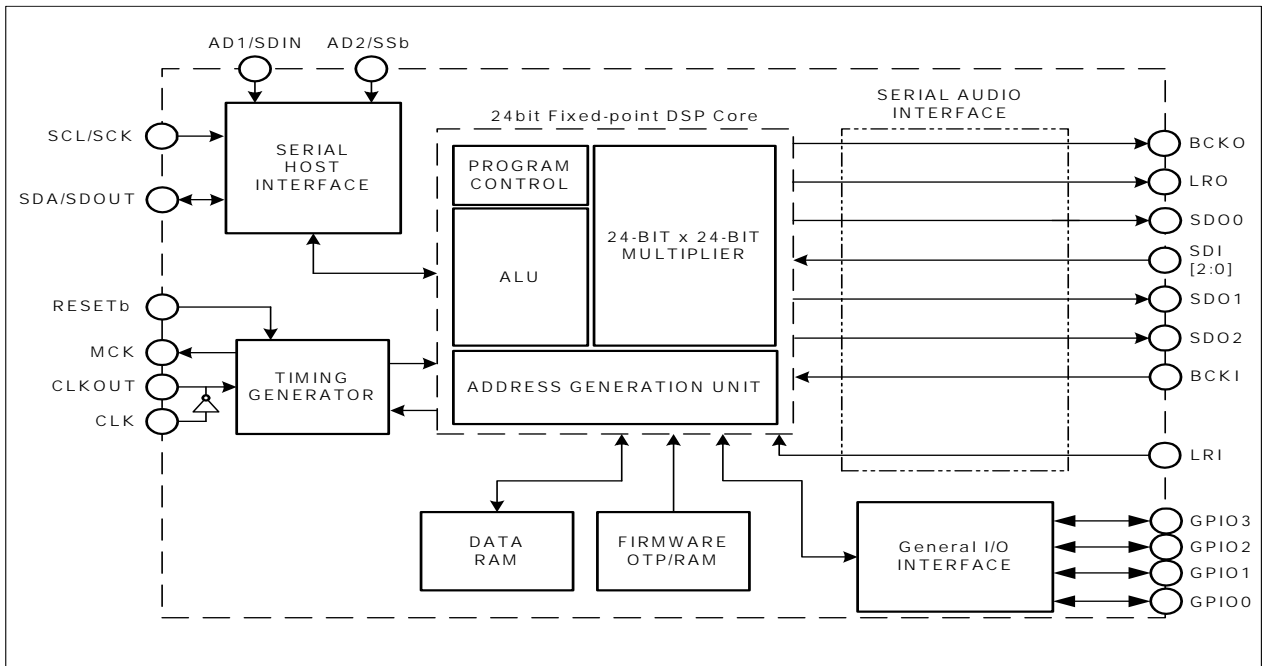 AD1/SDIN
AD2/SSb
SCL/SCK
SDA/SDOUT
SERIAL
HOST
INTERFACE
24bit Fixed-point DSP Core
PROGRAM
CONTROL
24-BIT x 24-BIT
MULTIPLIER
ALU
ADDRESS GENERATION UNIT
SERIAL AUDIO
INTERFACE
BCKO
LRO
SDO0
SDI
[2:0]
SDO1
SDO2
BCKI
LRI
RESETb
MCK
CLKOUT
CLK
TIMING
GENERATOR
DATA
RAM
FIRMWARE
OTP/RAM
General I/O
INTERFACE
GPIO3
GPIO2
GPIO1
GPIO0